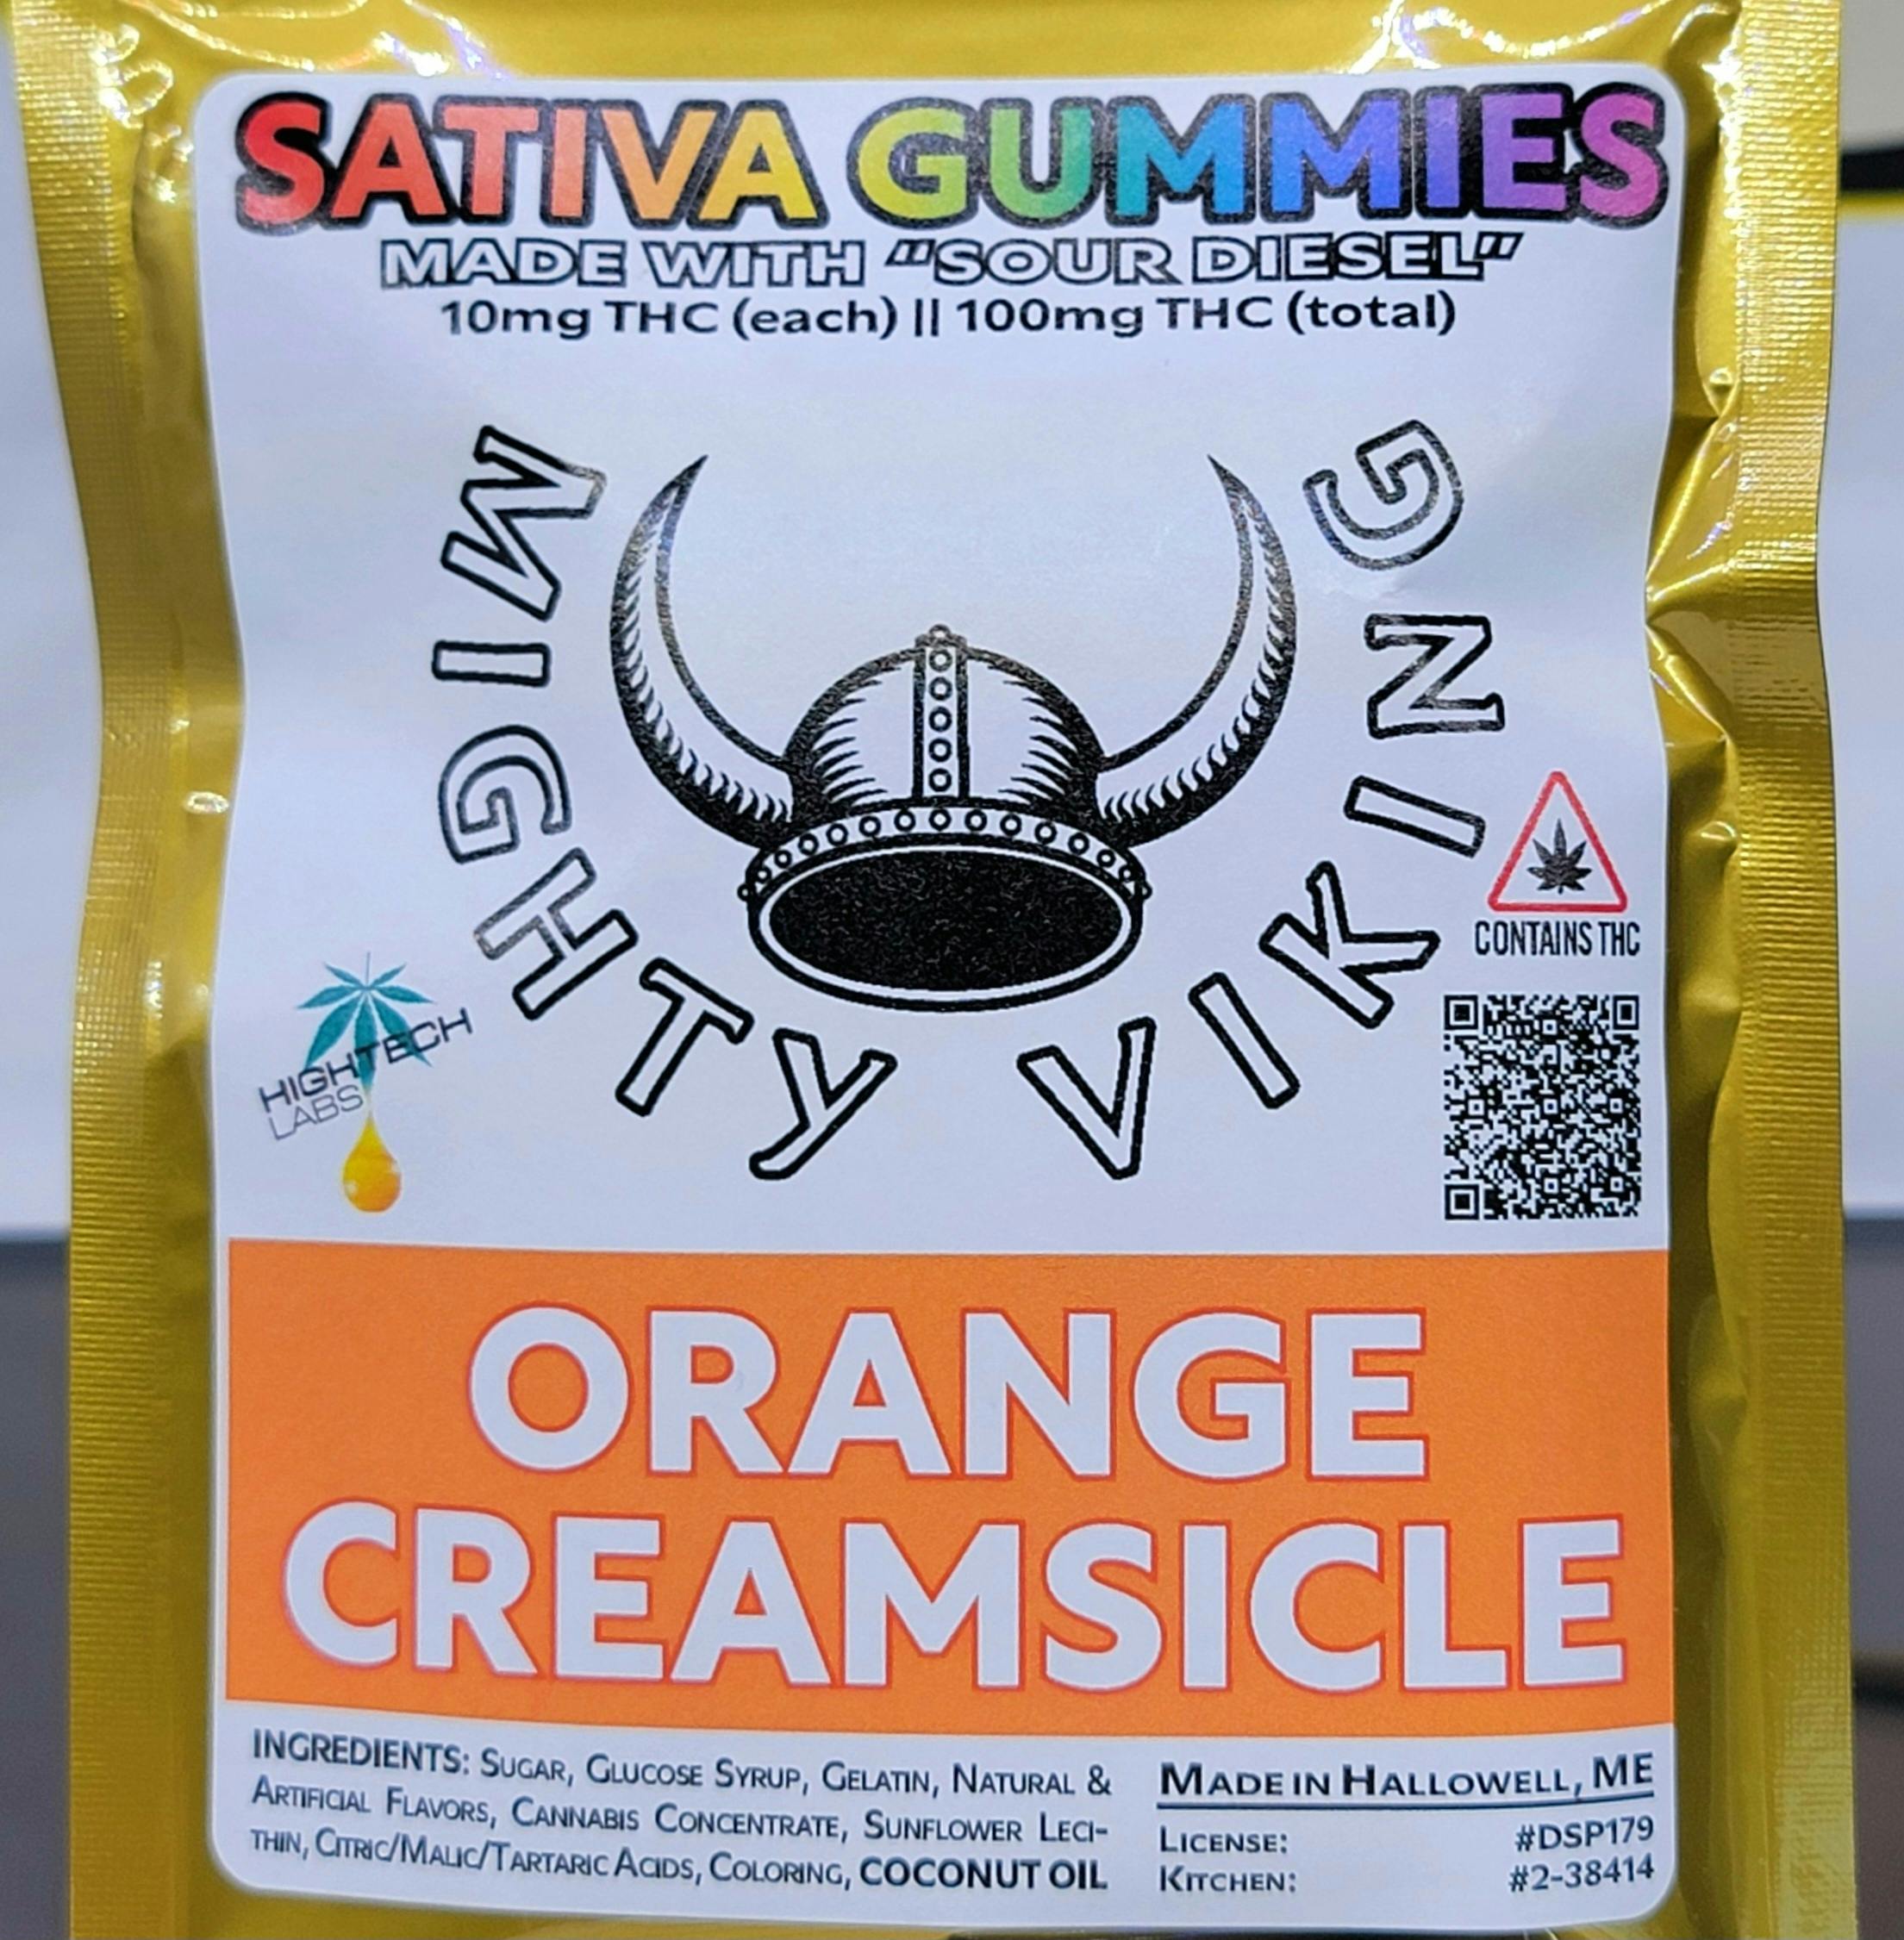 SATIVA GUMMIES
MADE WITH "SOUR DIESEL"
10mg THC (each) || 100mg THC (total)
MIGHTY VIKING
CONTAINS THC
HIGHTECH
LABS
ORANGE
CREAMSICLE
INGREDIENTS: SUGAR, GLUCOSE SYRUP, GELATIN, NATURAL &
ARTIFICIAL FLAVORS, CANNABIS CONCENTRATE, SUNFLOWER LECI-
THIN, CITRIC/MALIC/TARTARIC ACIDS, COLORING, COCONUT OIL
MADE IN HALLOWELL, ME
LICENSE: #DSP179
KITCHEN: #2-38414